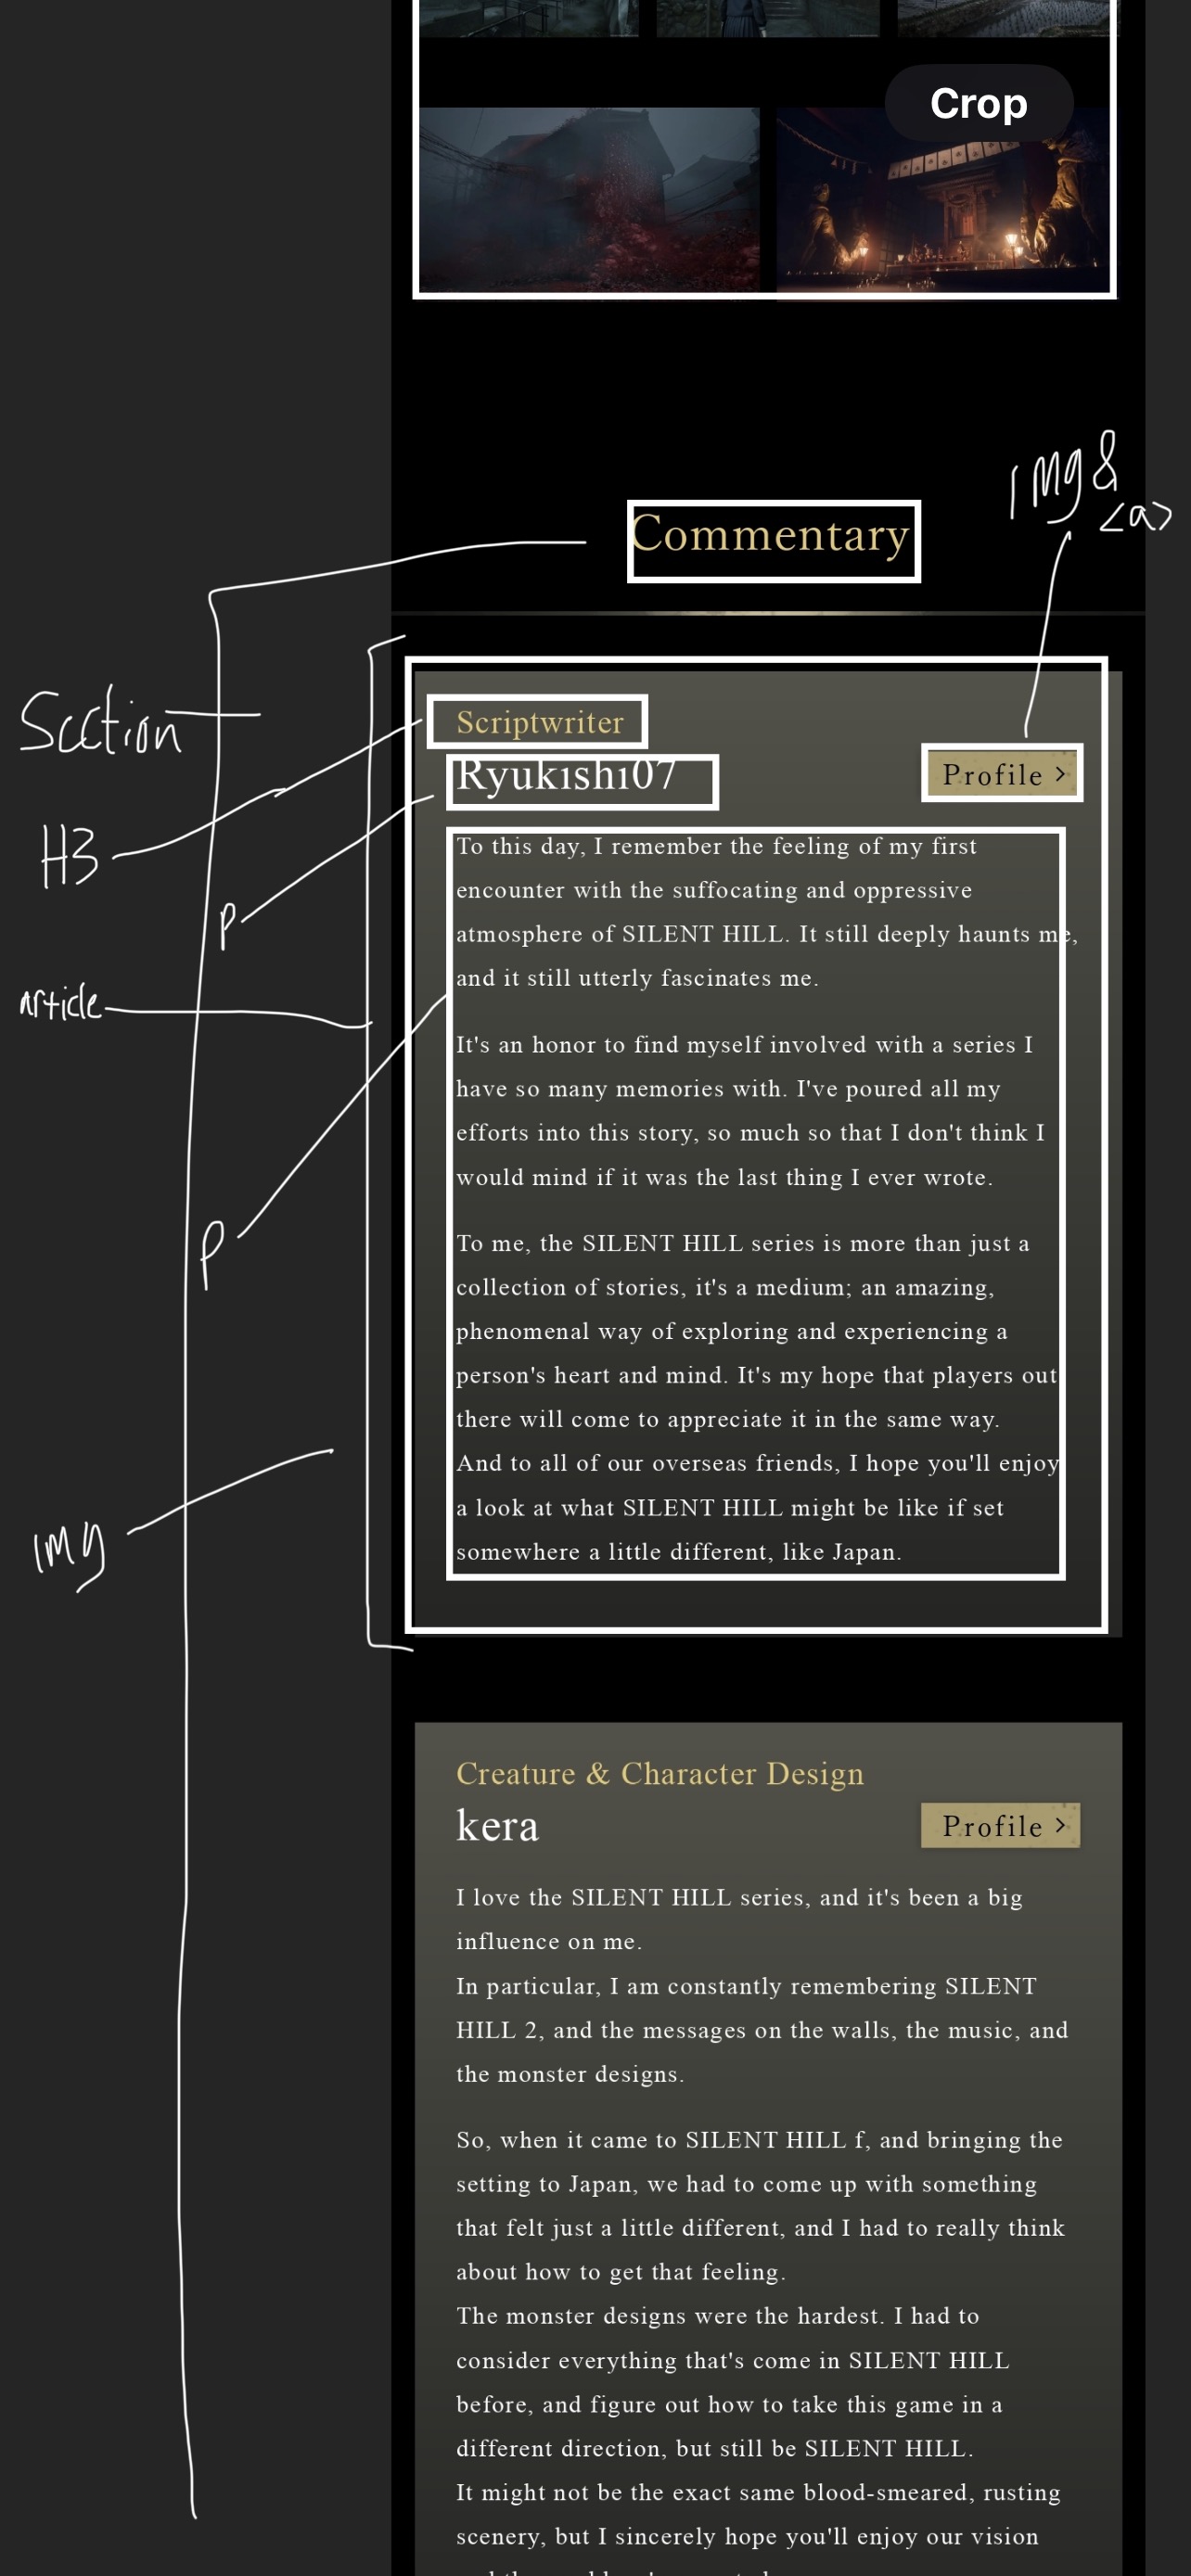 Crop
Img &
<a>
Commentary
Section
Scriptwriter
Ryukishi07
Profile >
H3
P
article
To this day, I remember the feeling of my first
encounter with the suffocating and oppressive
atmosphere of SILENT HILL. It still deeply haunts me,
and it still utterly fascinates me.
It's an honor to find myself involved with a series I
have so many memories with. I've poured all my
efforts into this story, so much so that I don't think I
would mind if it was the last thing I ever wrote.
P
To me, the SILENT HILL series is more than just a
collection of stories, it's a medium; an amazing,
phenomenal way of exploring and experiencing a
person's heart and mind. It's my hope that players out
there will come to appreciate it in the same way.
And to all of our overseas friends, I hope you'll enjoy
a look at what SILENT HILL might be like if set
somewhere a little different, like Japan.
img
Creature & Character Design
kera
Profile >
I love the SILENT HILL series, and it's been a big
influence on me.
In particular, I am constantly remembering SILENT
HILL 2, and the messages on the walls, the music, and
the monster designs.
So, when it came to SILENT HILL f, and bringing the
setting to Japan, we had to come up with something
that felt just a little different, and I had to really think
about how to get that feeling.
The monster designs were the hardest. I had to
consider everything that's come in SILENT HILL
before, and figure out how to take this game in a
different direction, but still be SILENT HILL.
It might not be the exact same blood-smeared, rusting
scenery, but I sincerely hope you'll enjoy our vision